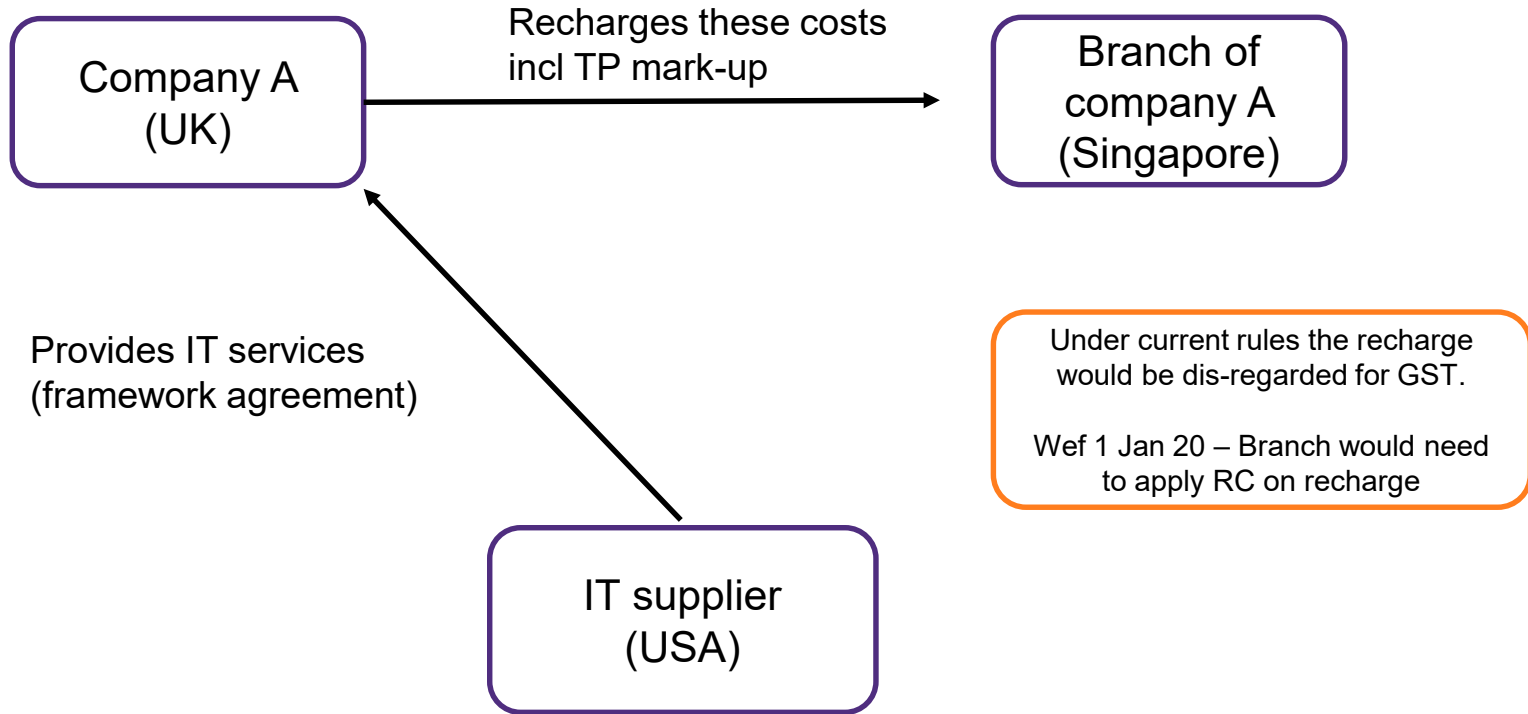 Recharges these costs
incl TP mark-up
Company A
(UK)
Branch of
company A
(Singapore)
Provides IT services
(framework agreement)
Under current rules the recharge
would be dis-regarded for GST.
Wef 1 Jan 20 – Branch would need
to apply RC on recharge
IT supplier
(USA)